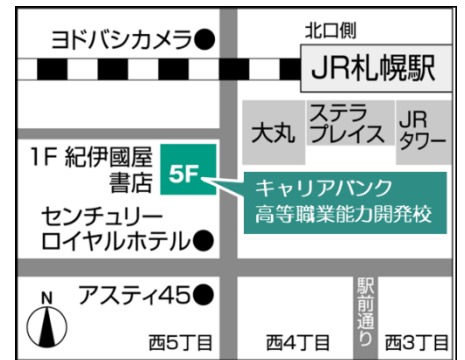 北口側
ヨドバシカメラ
JR札幌駅
大丸
ステラ
プレイス
JR
タワー
1F 紀伊國屋
書店
5F
キャリアバンク
高等職業能力開発校
センチュリー
ロイヤルホテル
アスティ45
N
駅前通り
西5丁目
西4丁目
西3丁目